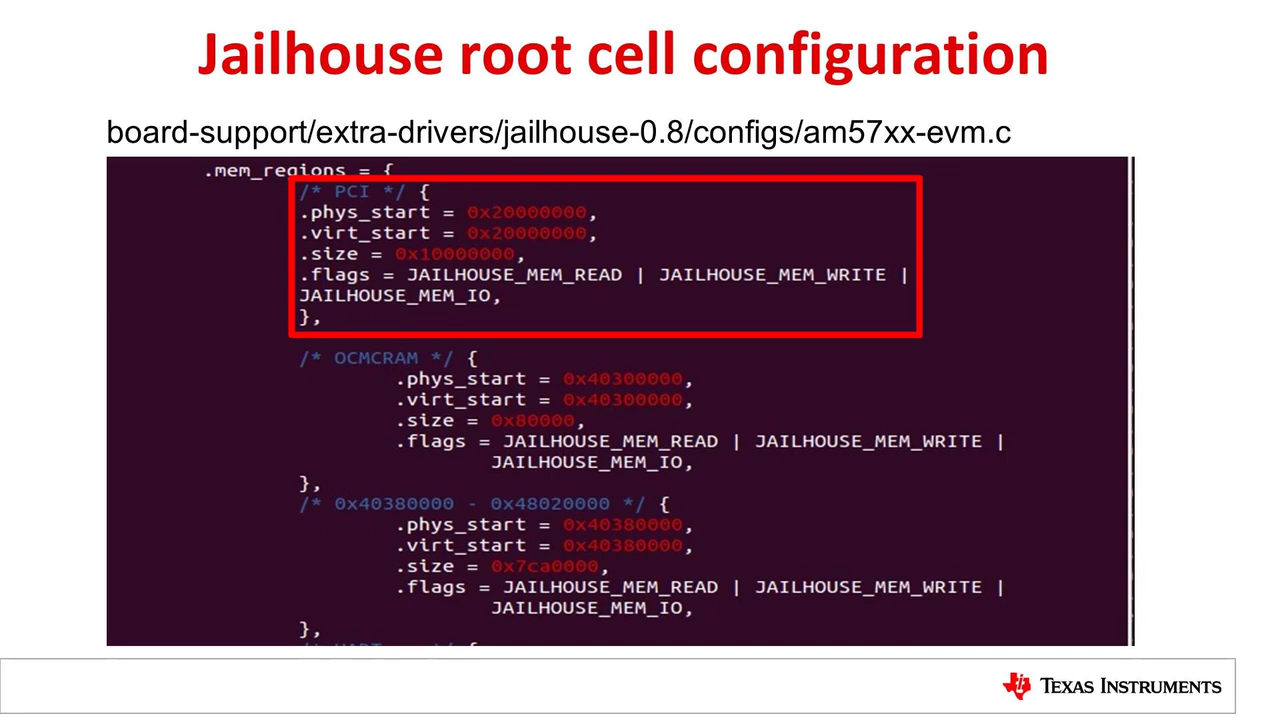 Jailhouse root cell configuration
board-support/extra-drivers/jailhouse-0.8/configs/am57xx-evm.c
.mem_regions = {
/* PCI */ {
.phys_start = 0x20000000,
.virt_start = 0x20000000,
.size = 0x10000000,
.flags = JAILHOUSE_MEM_READ | JAILHOUSE_MEM_WRITE |
JAILHOUSE_MEM_IO,
},
/* OCMCRAM */ {
.phys_start = 0x40300000,
.virt_start = 0x40300000,
.size = 0x80000,
.flags = JAILHOUSE_MEM_READ | JAILHOUSE_MEM_WRITE |
JAILHOUSE_MEM_IO,
},
/* 0x40380000 - 0x48020000 */ {
.phys_start = 0x40380000,
.virt_start = 0x40380000,
.size = 0x7ca0000,
.flags = JAILHOUSE_MEM_READ | JAILHOUSE_MEM_WRITE |
JAILHOUSE_MEM_IO,
},
TEXAS INSTRUMENTS